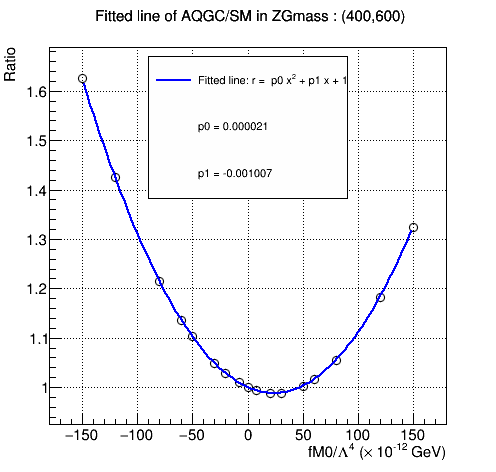 Fitted line of AQGC/SM in ZGmass : (400,600)
Ratio
Fitted line: r = p0 x² + p1 x + 1
p0 = 0.000021
p1 = -0.001007
1.6
1.5
1.4
1.3
1.2
1.1
1
−150 −100 −50 0 50 100 150
fM0/Λ⁴ (× 10⁻¹² GeV)